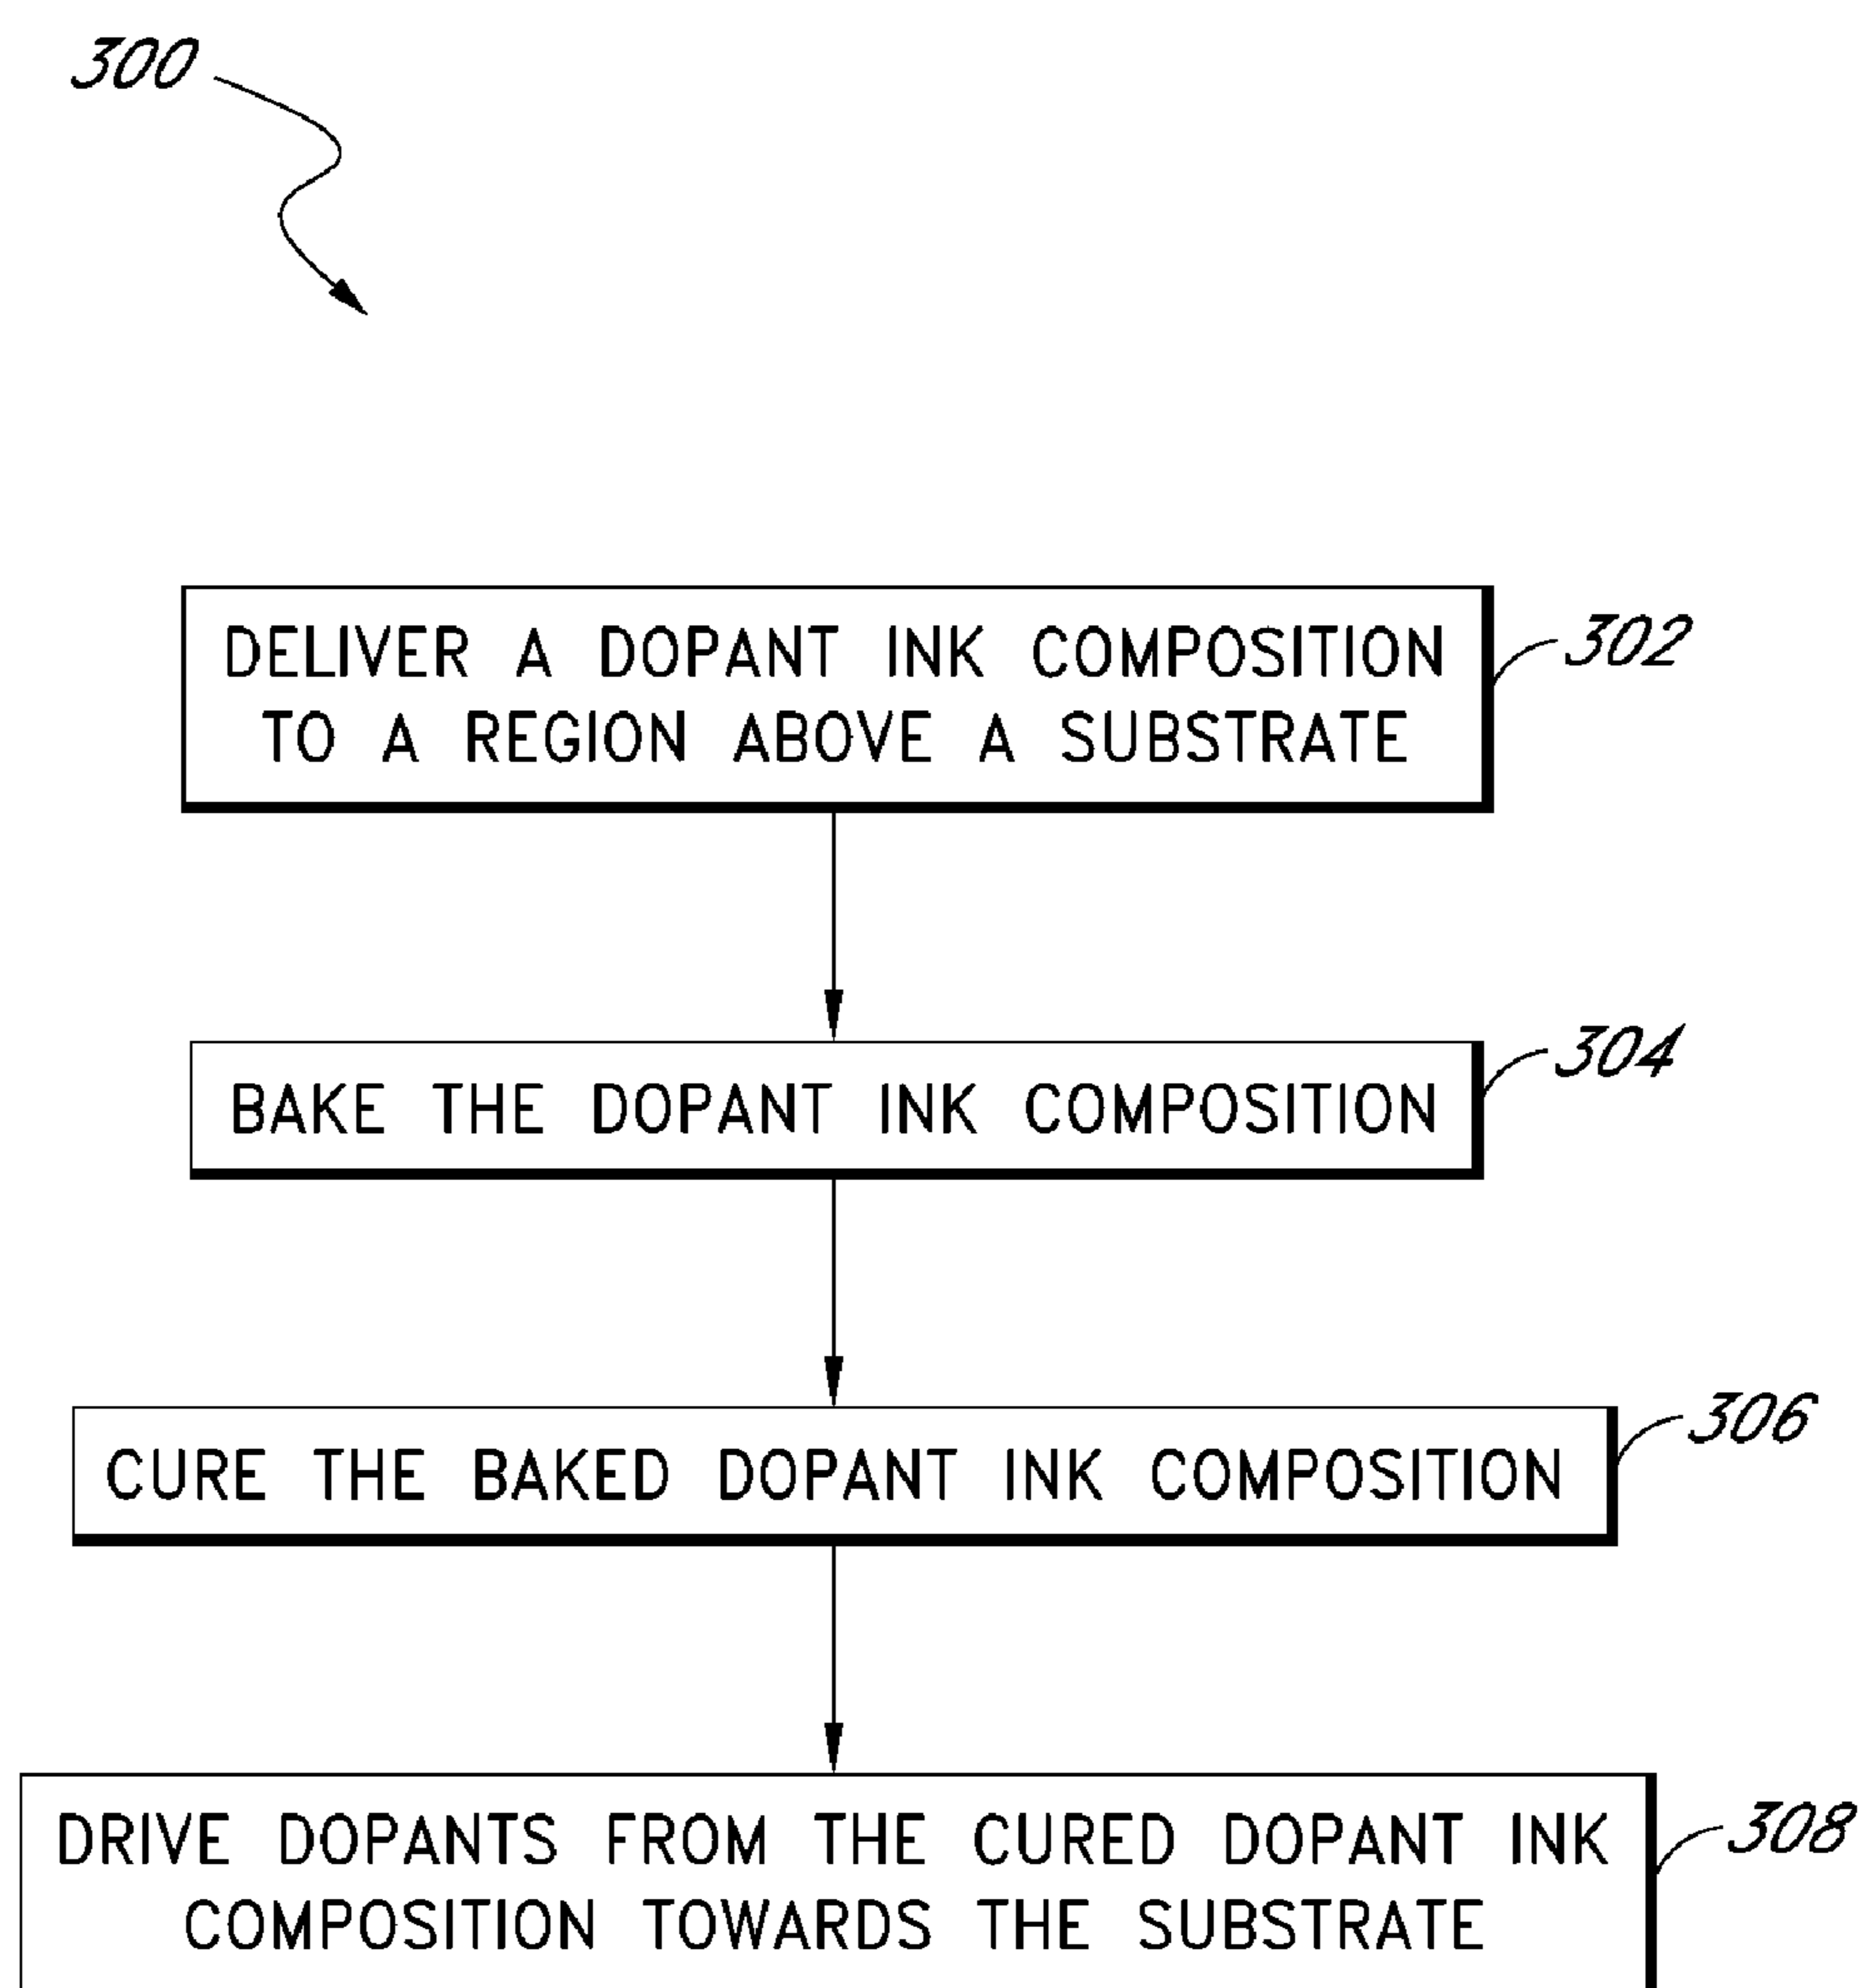 300
DELIVER A DOPANT INK COMPOSITION
TO A REGION ABOVE A SUBSTRATE
302
BAKE THE DOPANT INK COMPOSITION
304
CURE THE BAKED DOPANT INK COMPOSITION
306
DRIVE DOPANTS FROM THE CURED DOPANT INK
COMPOSITION TOWARDS THE SUBSTRATE
308